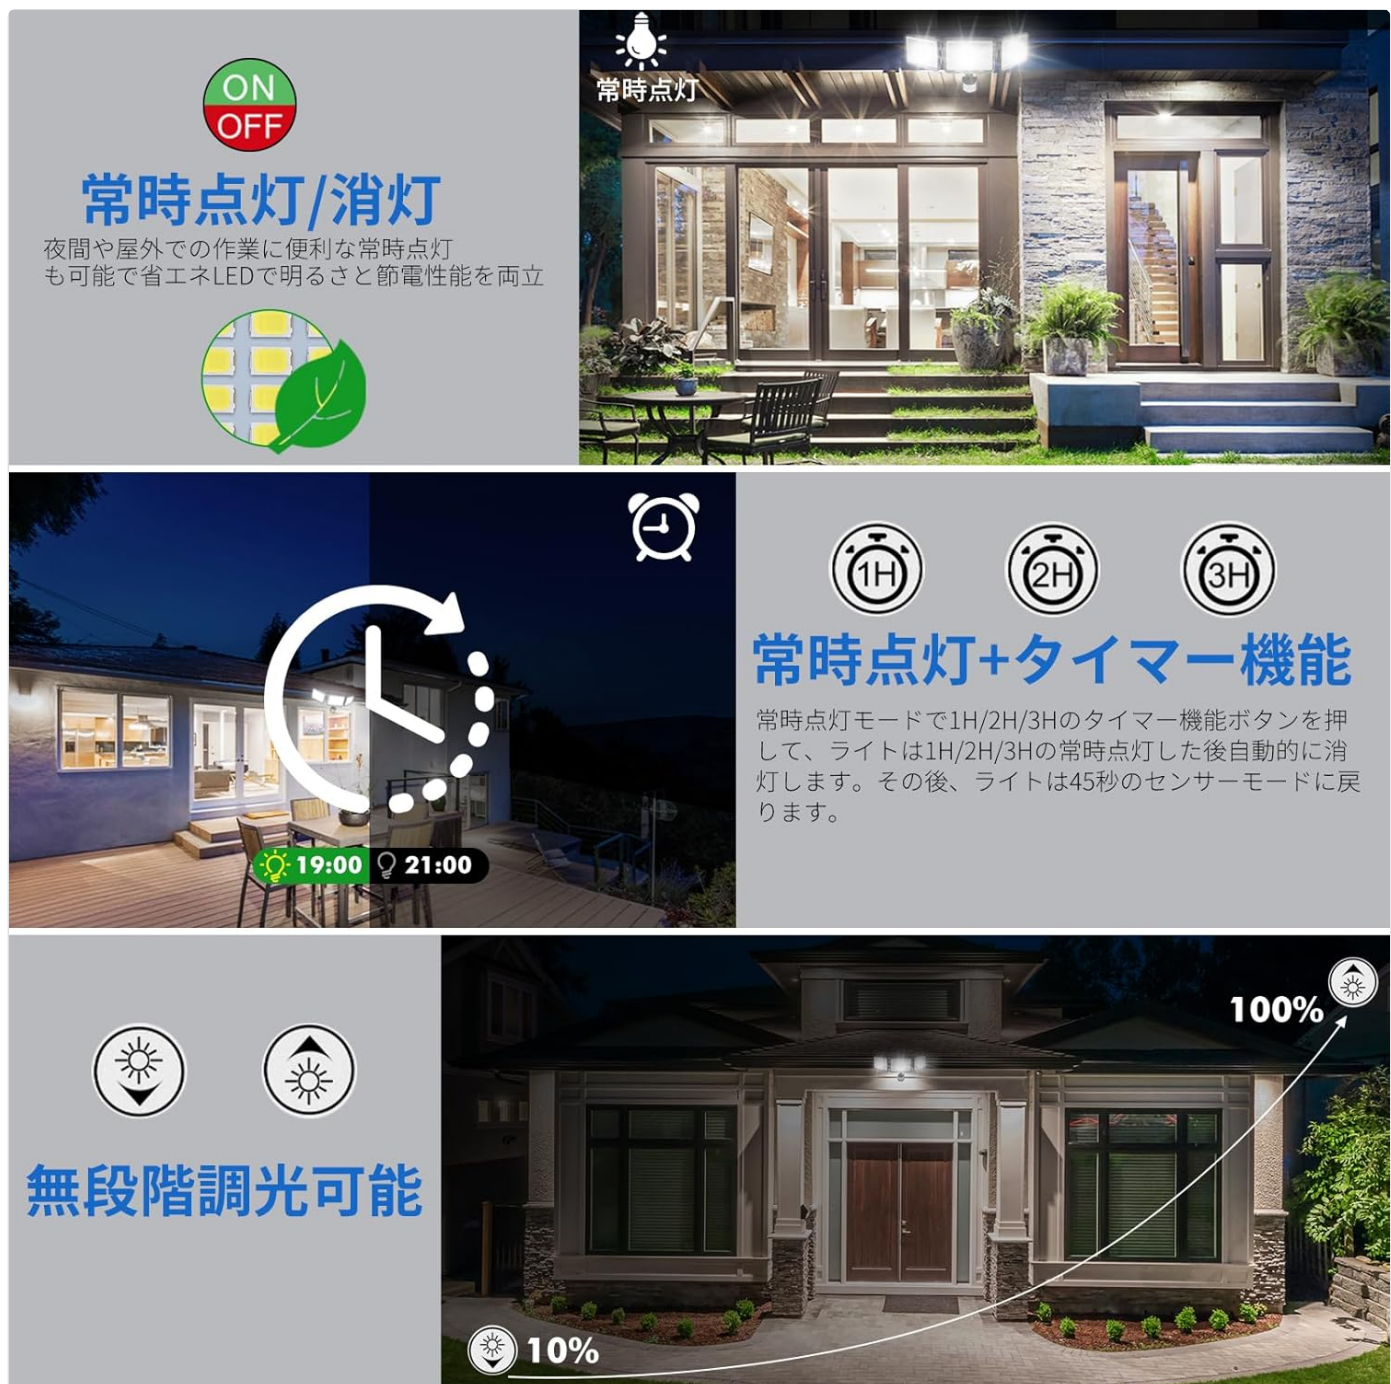 ON
OFF
常時点灯/消灯
夜間や屋外での作業に便利な常時点灯
も可能で省エネLEDで明るさと節電性能を両立
常時点灯
19:00
21:00
1H
2H
3H
常時点灯+タイマー機能
常時点灯モードで1H/2H/3Hのタイマー機能ボタンを押
して、ライトは1H/2H/3Hの常時点灯した後自動的に消
灯します。その後、ライトは45秒のセンサーモードに戻
ります。
無段階調光可能
100%
10%